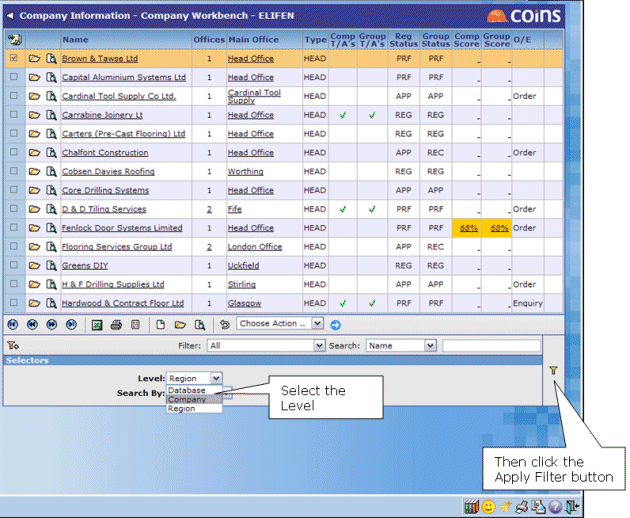 Company Information - Company Workbench - ELIFEN COINS
Name Offices Main Office Type Comp T/A's Group T/A's Reg Status Group Status Comp Score Group Score O/E
Brown & Tawse Ltd 1 Head Office HEAD PRF PRF - -
Capital Aluminium Systems Ltd 1 Head Office HEAD PRF PRF - -
Cardinal Tool Supply Co Ltd. 1 Cardinal Tool Supply HEAD APP APP - - Order
Carrabine Joinery Lt 1 Head Office HEAD ✓ ✓ REG REG - -
Carters (Pre-Cast Flooring) Ltd 1 Head Office HEAD REG REG - -
Chalfont Construction 1 Head Office HEAD APP REC - - Order
Cobsen Davies Roofing 1 Worthing HEAD REG REG - -
Core Drilling Systems 1 Head Office HEAD APP APP - -
D & D Tiling Services 2 Fife HEAD ✓ ✓ PRF PRF - - Order
Fenlock Door Systems Limited 1 Head Office HEAD PRF PRF 68% 68% Order
Flooring Services Group Ltd 2 London Office HEAD APP REC - -
Greens DIY 1 Uckfield HEAD REG REG - -
H & F Drilling Supplies Ltd 1 Stirling HEAD APP APP - - Order
Hardwood & Contract Floor Ltd 1 Glasgow HEAD ✓ ✓ PRF PRF - - Enquiry
Choose Action ..
Filter: All Search: Name
Selectors
Level: Region
Database
Search By:
Company
Region
Select the
Level
Then click the
Apply Filter button